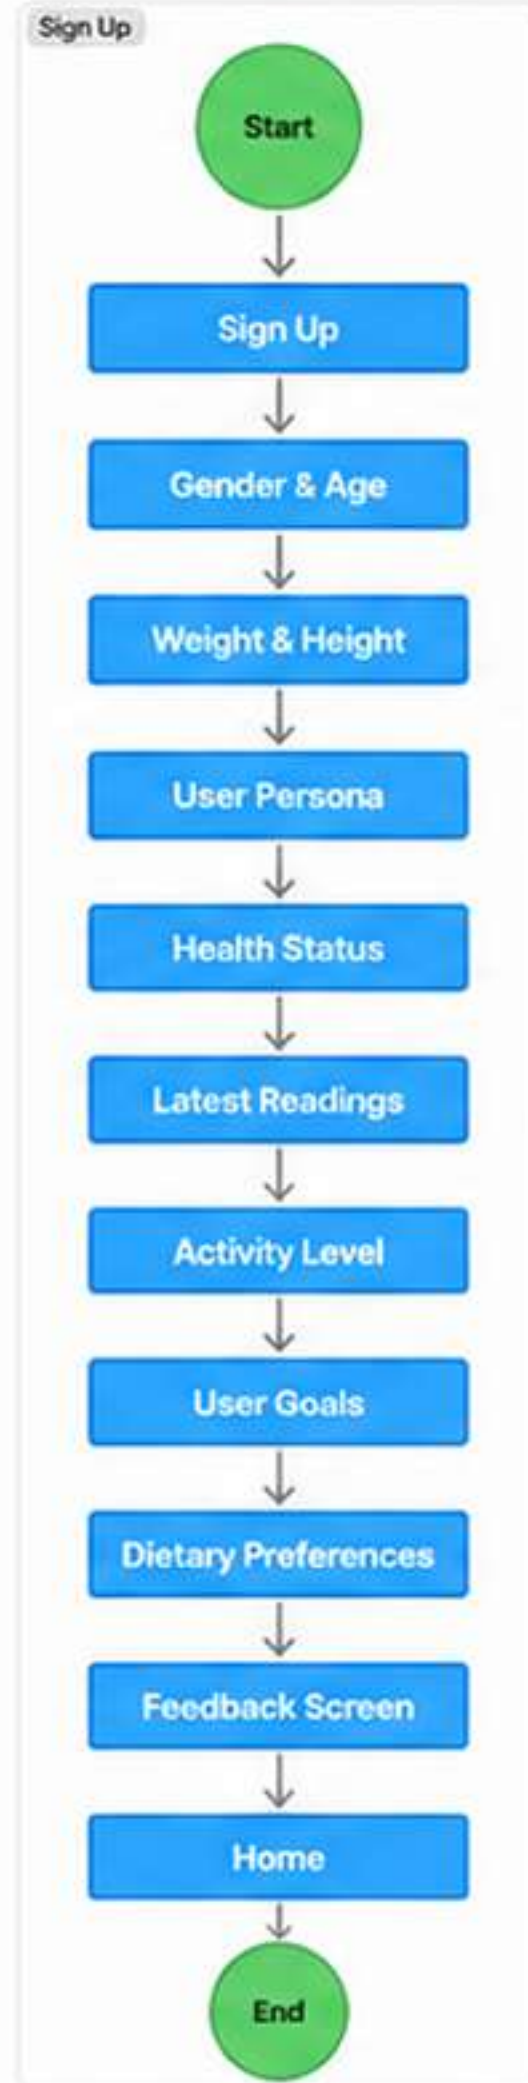 Sign Up
Start
Sign Up
Gender & Age
Weight & Height
User Persona
Health Status
Latest Readings
Activity Level
User Goals
Dietary Preferences
Feedback Screen
Home
End